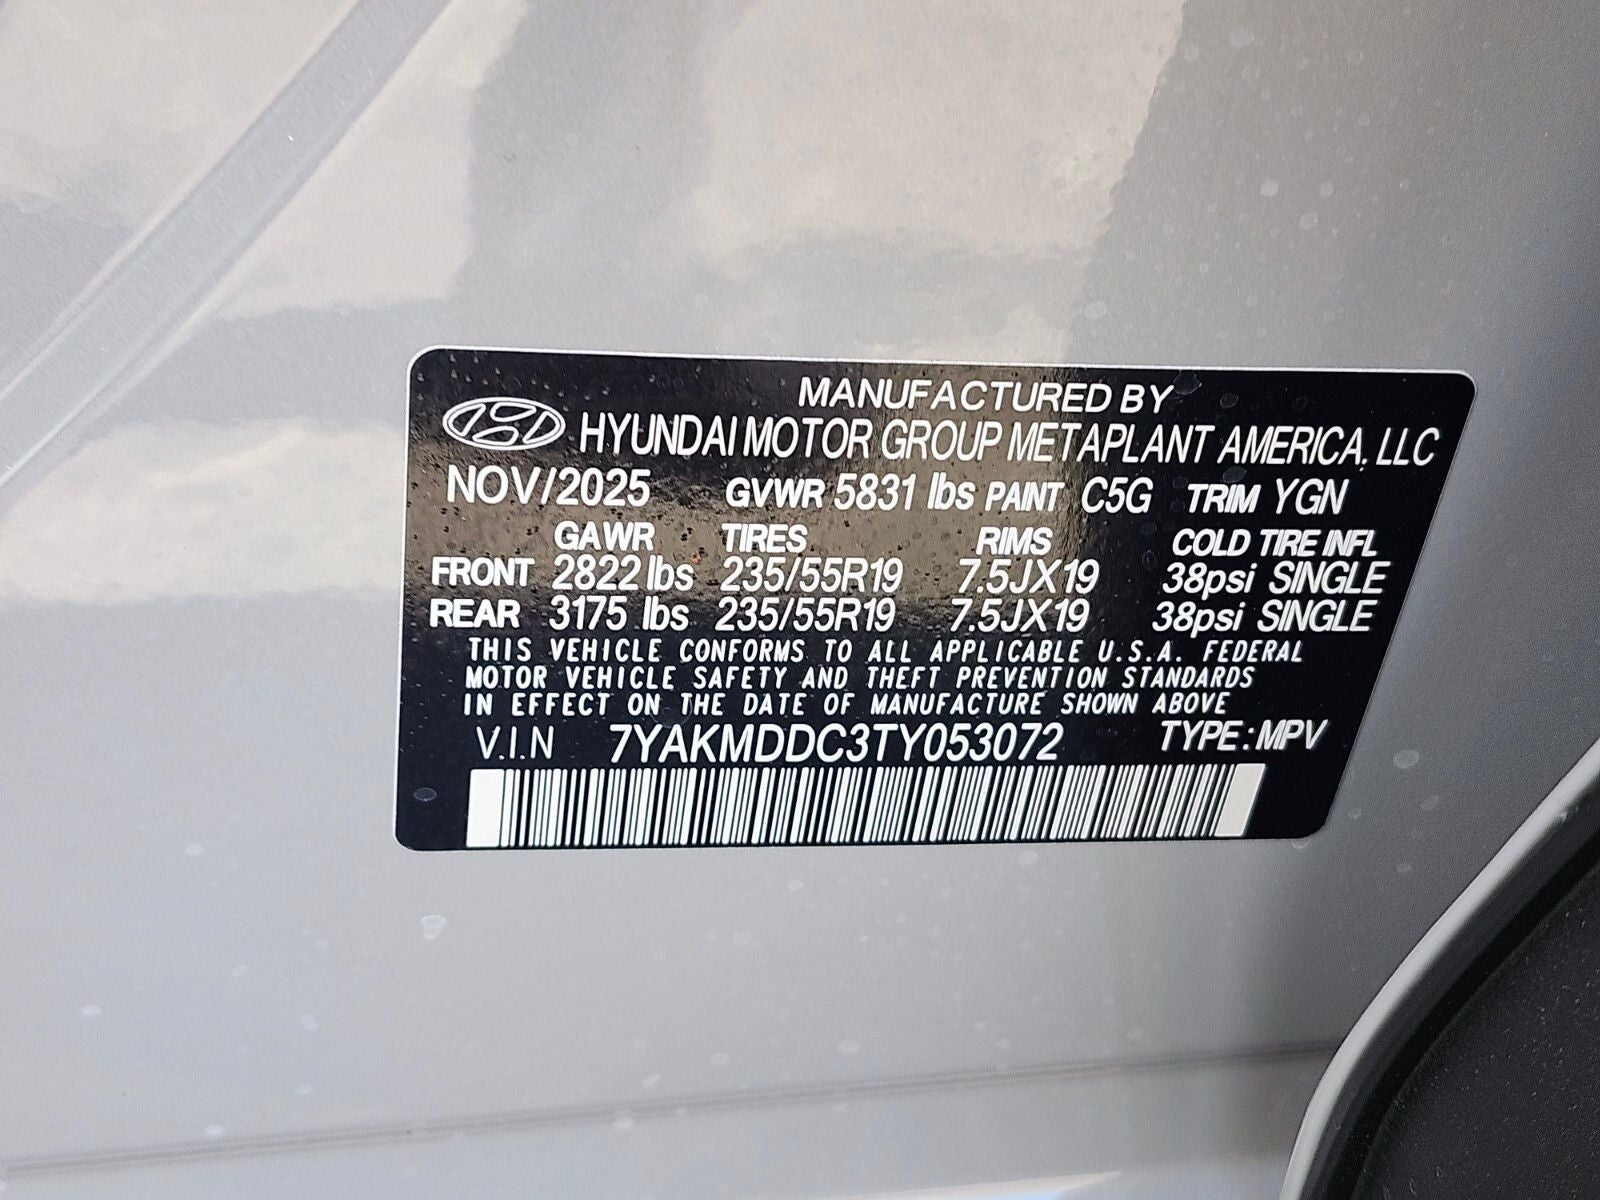 MANUFACTURED BY
HYUNDAI MOTOR GROUP METAPLANT AMERICA, LLC
NOV/2025 GVWR 5831 lbs PAINT C5G TRIM YGN
GAWR TIRES RIMS COLD TIRE INFL
FRONT 2822 lbs 235/55R19 7.5JX19 38psi SINGLE
REAR 3175 lbs 235/55R19 7.5JX19 38psi SINGLE
THIS VEHICLE CONFORMS TO ALL APPLICABLE U.S.A. FEDERAL
MOTOR VEHICLE SAFETY AND THEFT PREVENTION STANDARDS
IN EFFECT ON THE DATE OF MANUFACTURE SHOWN ABOVE
V.I.N 7YAKMDDC3TY053072 TYPE:MPV